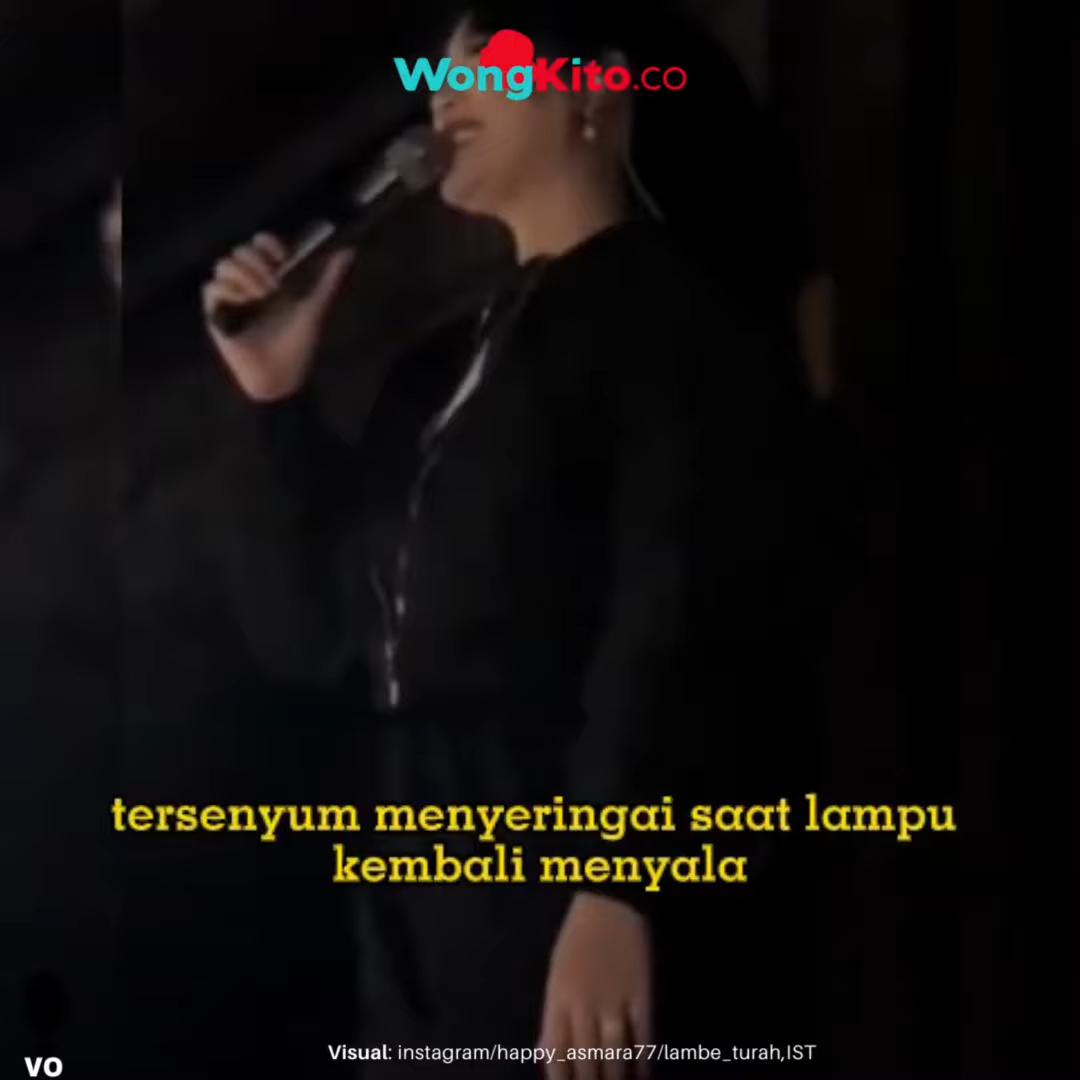 WongKito.co
tersenyum menyeringai saat lampu
kembali menyala
Visual: instagram/happy_asmara77/lambe_turah,IST
VO